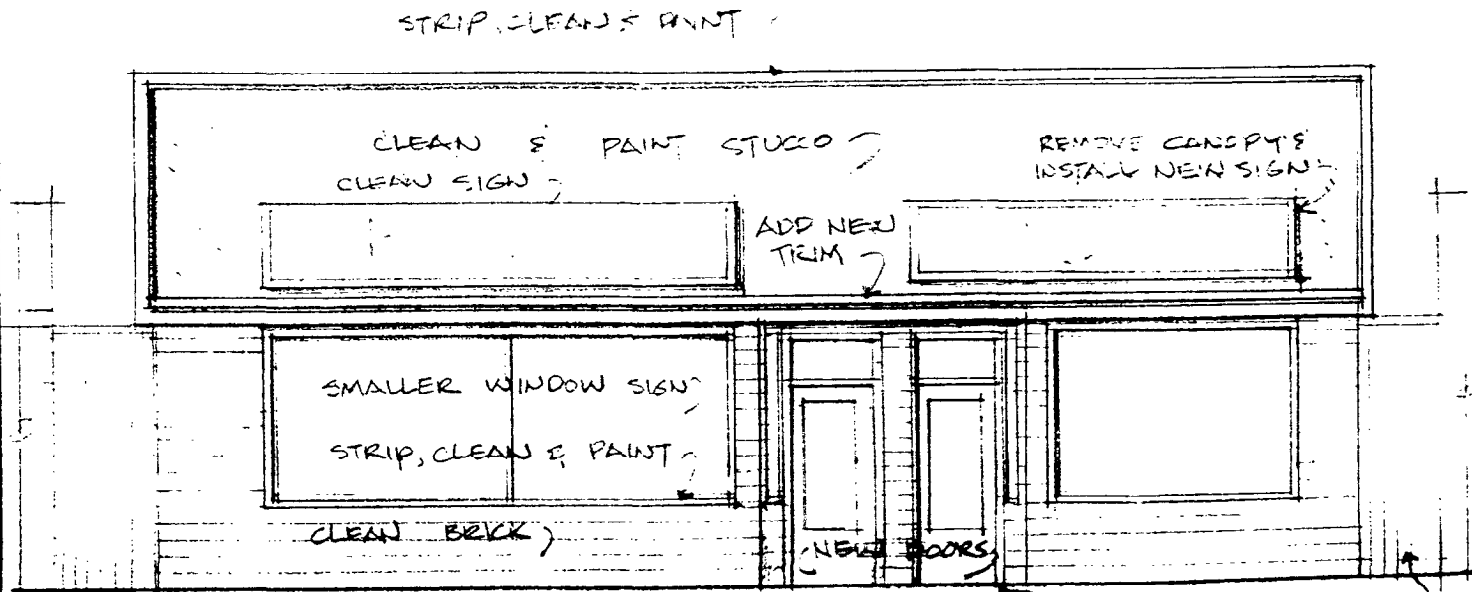 STRIP, CLEAN & PAINT
CLEAN & PAINT STUCCO
CLEAN SIGN
REMOVE CANOPY &
INSTALL NEW SIGN
ADD NEW
TRIM
SMALLER WINDOW SIGN
STRIP, CLEAN & PAINT
CLEAN BRICK
NEW DOORS